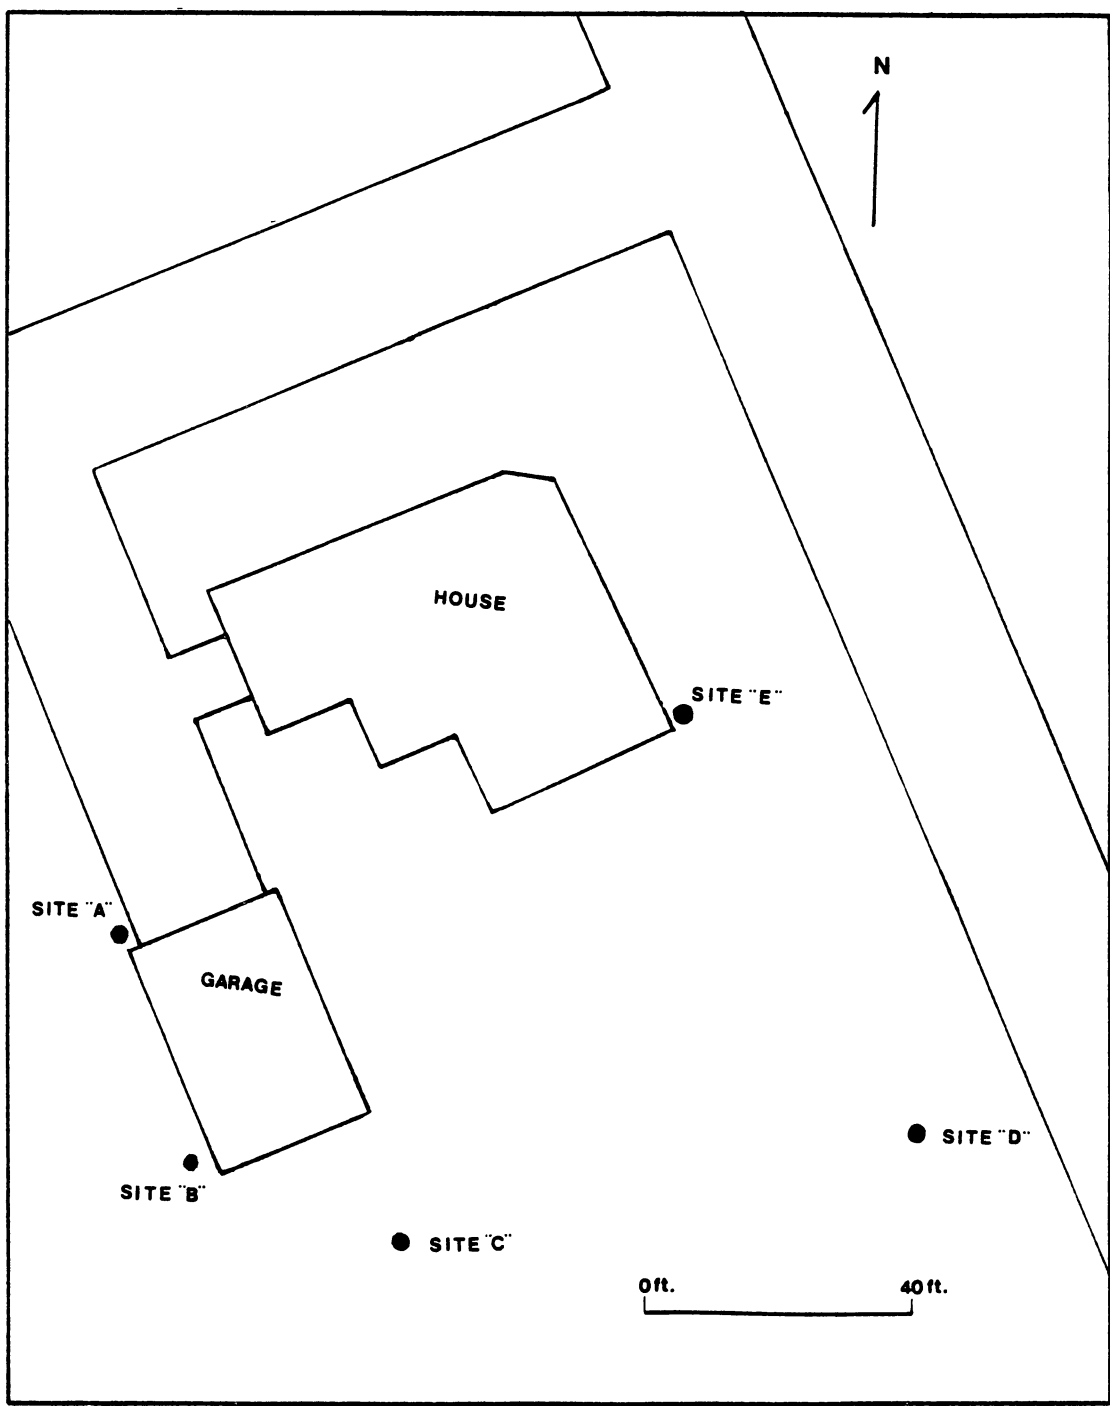 N
HOUSE
SITE "E"
SITE "A"
GARAGE
SITE "D"
SITE "B"
SITE "C"
0ft. 40ft.